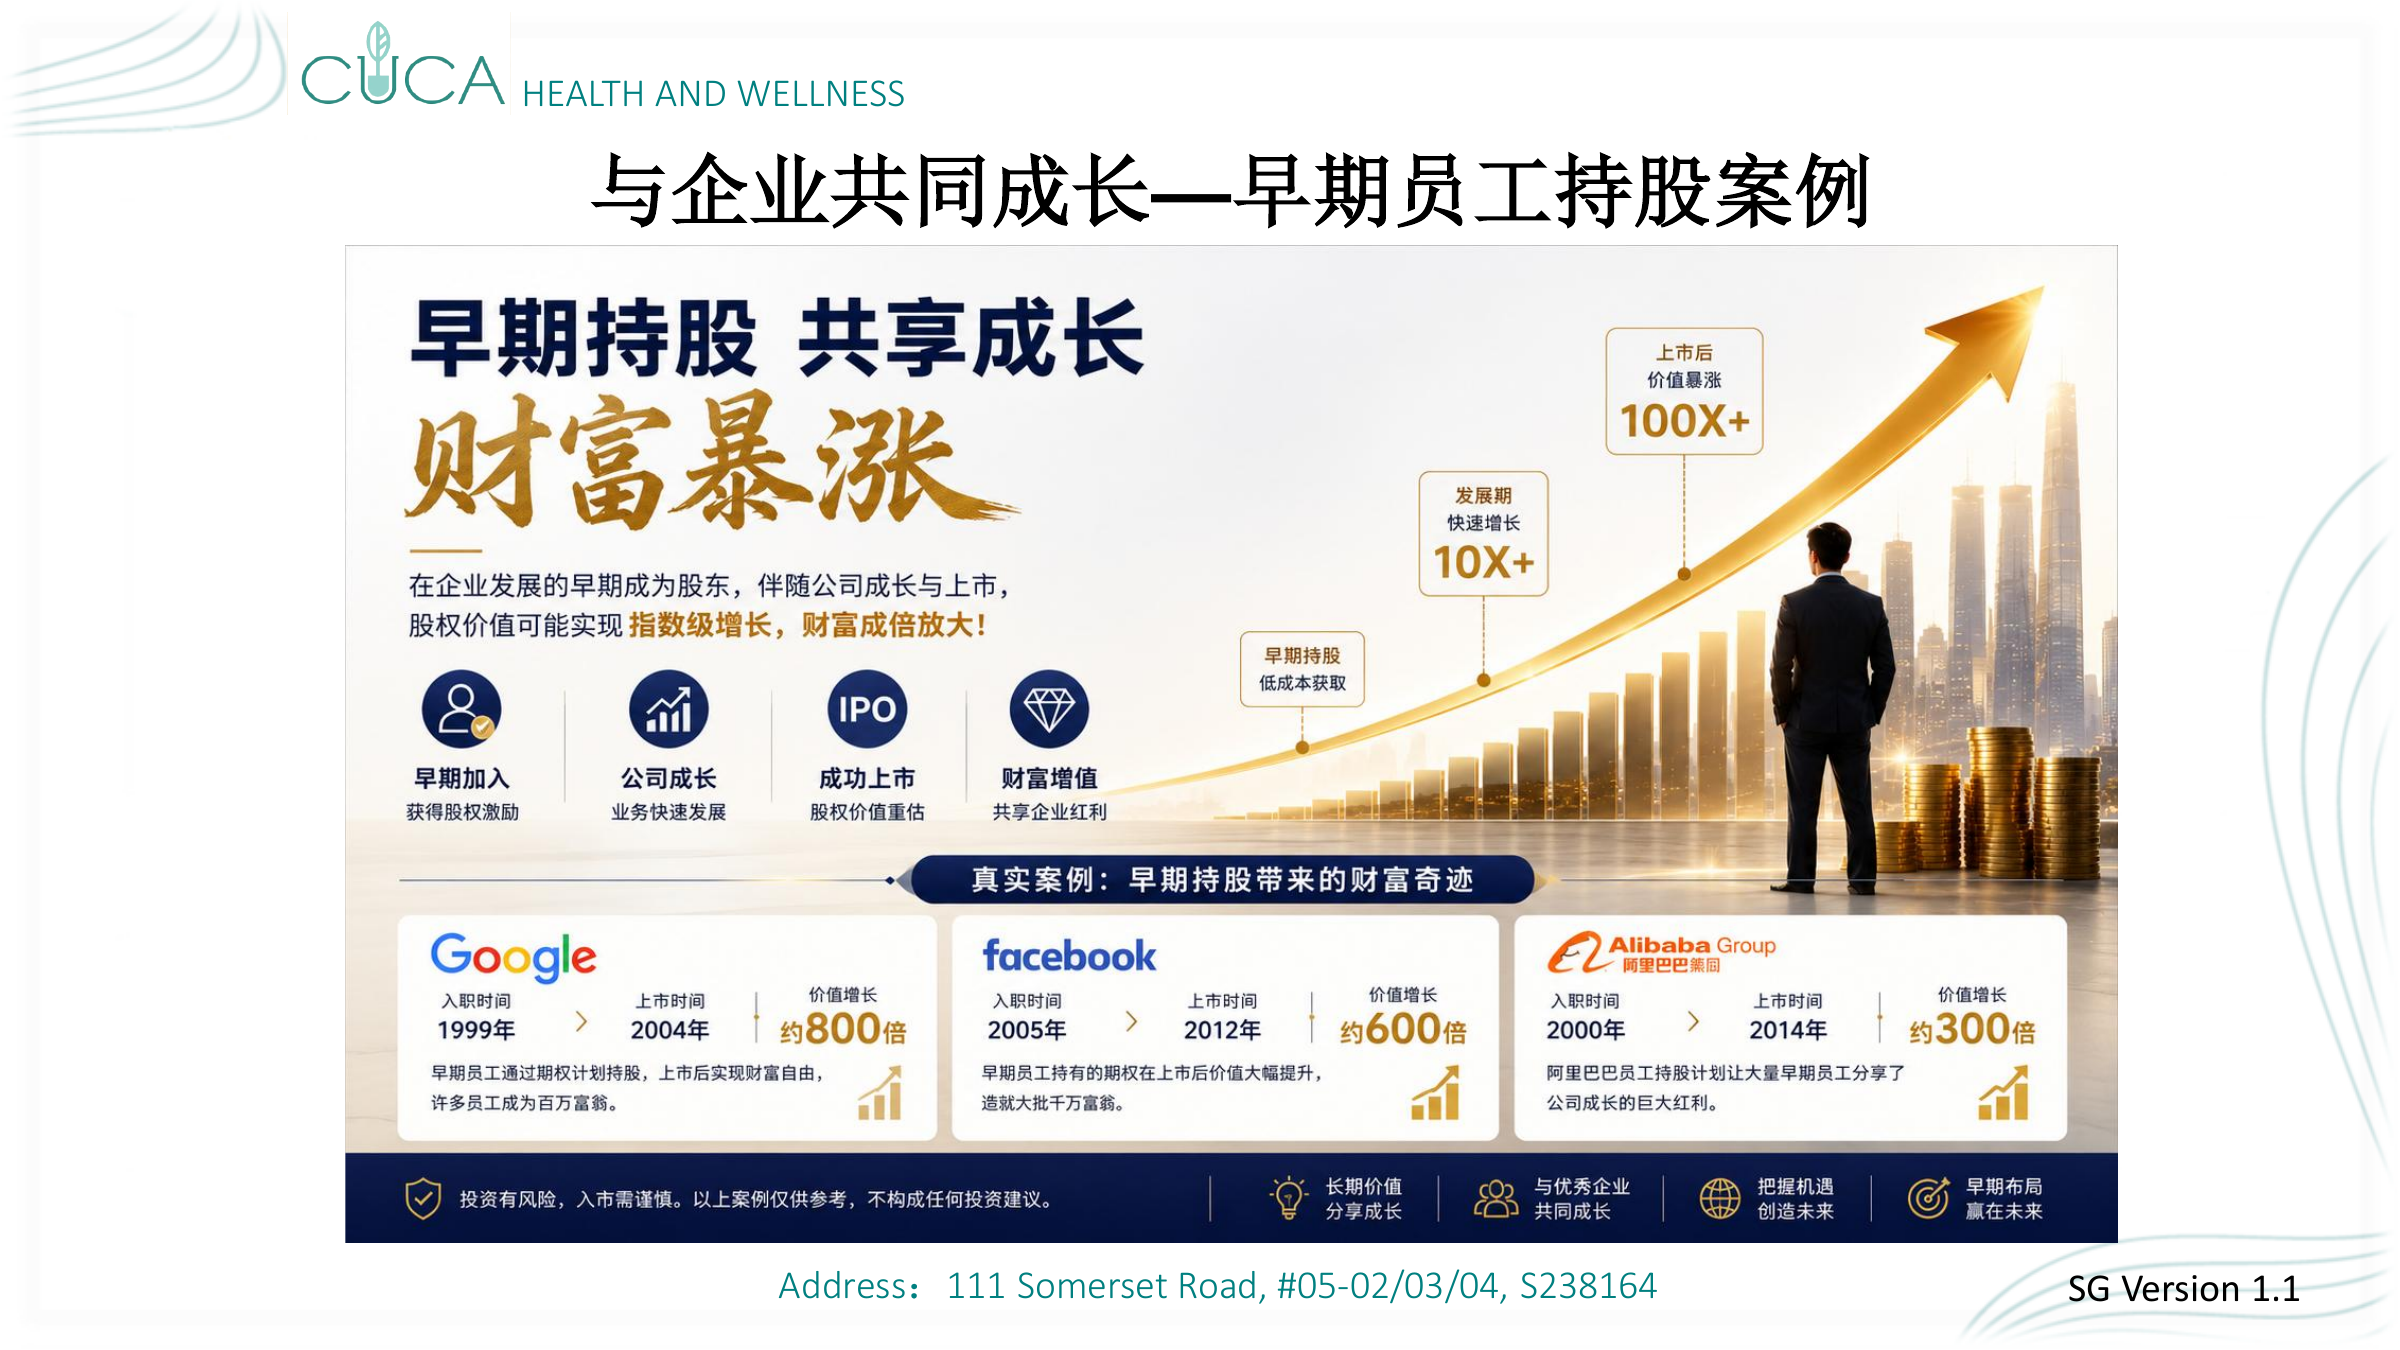 CUCA HEALTH AND WELLNESS
与企业共同成长—早期员工持股案例
早期持股 共享成长
财富暴涨
在企业发展的早期成为股东，伴随公司成长与上市，
股权价值可能实现 指数级增长，财富成倍放大！
早期加入
获得股权激励
公司成长
业务快速发展
IPO
成功上市
股权价值重估
财富增值
共享企业红利
早期持股
低成本获取
发展期
快速增长
10X+
上市后
价值暴涨
100X+
真实案例：早期持股带来的财富奇迹
Google
入职时间
1999年
上市时间
2004年
价值增长
约800倍
早期员工通过期权计划持股，上市后实现财富自由，
许多员工成为百万富翁。
facebook
入职时间
2005年
上市时间
2012年
价值增长
约600倍
早期员工持有的期权在上市后价值大幅提升，
造就大批千万富翁。
Alibaba Group
阿里巴巴集团
入职时间
2000年
上市时间
2014年
价值增长
约300倍
阿里巴巴员工持股计划让大量早期员工分享了
公司成长的巨大红利。
投资有风险，入市需谨慎。以上案例仅供参考，不构成任何投资建议。
长期价值
分享成长
与优秀企业
共同成长
把握机遇
创造未来
早期布局
赢在未来
Address：111 Somerset Road, #05-02/03/04, S238164
SG Version 1.1